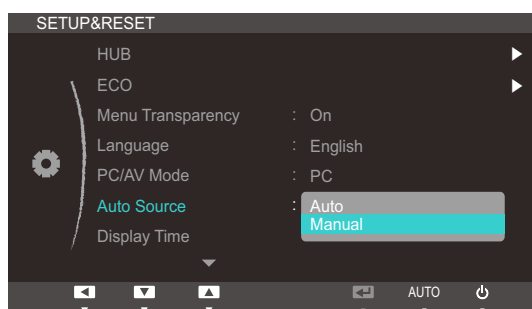 SETUP&RESET
HUB
ECO
Menu Transparency : On
Language : English
PC/AV Mode : PC
Auto Source : Auto
Manual
Display Time
AUTO